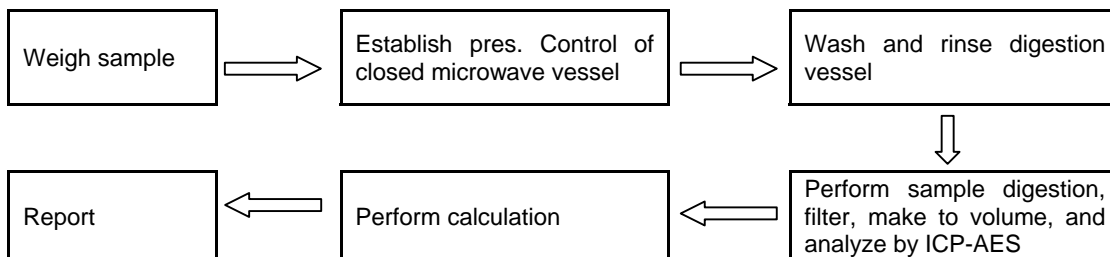 Weigh sample
Establish pres. Control of
closed microwave vessel
Wash and rinse digestion
vessel
Perform sample digestion,
filter, make to volume, and
analyze by ICP-AES
Perform calculation
Report